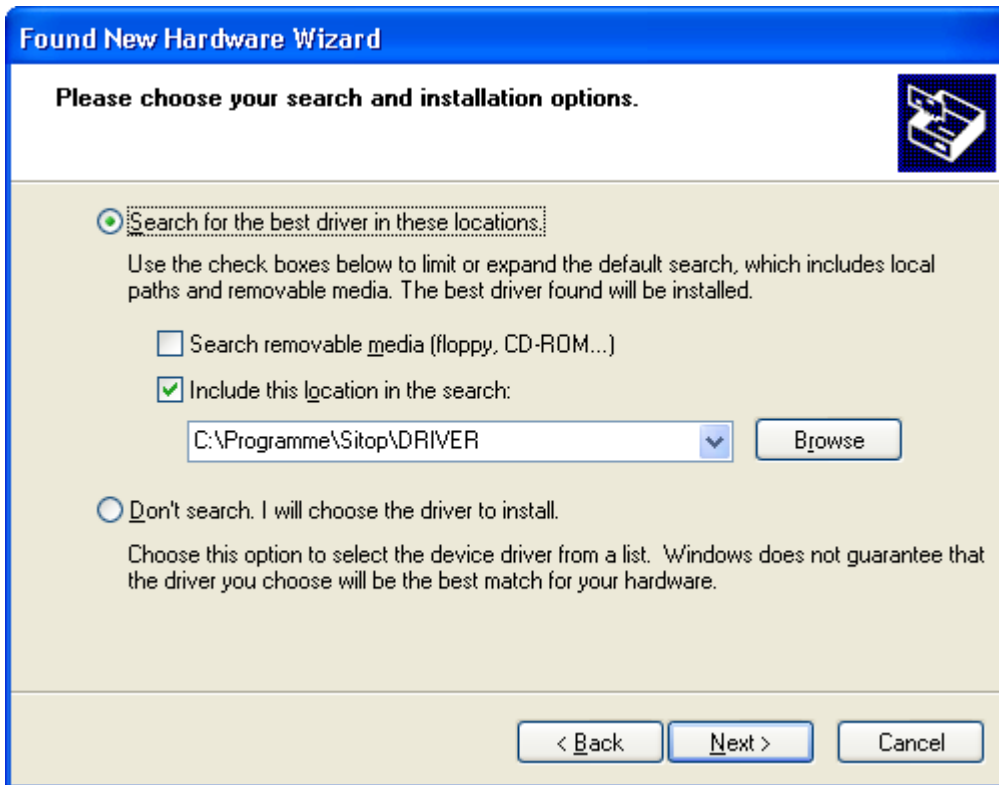 Found New Hardware Wizard
Please choose your search and installation options.
Search for the best driver in these locations.
Use the check boxes below to limit or expand the default search, which includes local
paths and removable media. The best driver found will be installed.
Search removable media (floppy, CD-ROM...)
Include this location in the search:
C:\Programme\Sitop\DRIVER
Browse
Don't search. I will choose the driver to install.
Choose this option to select the device driver from a list. Windows does not guarantee that
the driver you choose will be the best match for your hardware.
< Back Next > Cancel